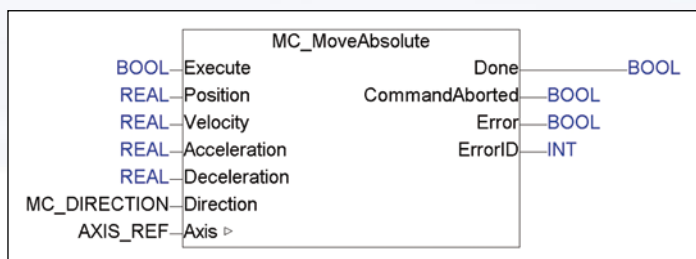 MC_MoveAbsolute
BOOL Execute Done BOOL
REAL Position CommandAborted BOOL
REAL Velocity Error BOOL
REAL Acceleration ErrorID INT
REAL Deceleration
MC_DIRECTION Direction
AXIS_REF Axis ▷